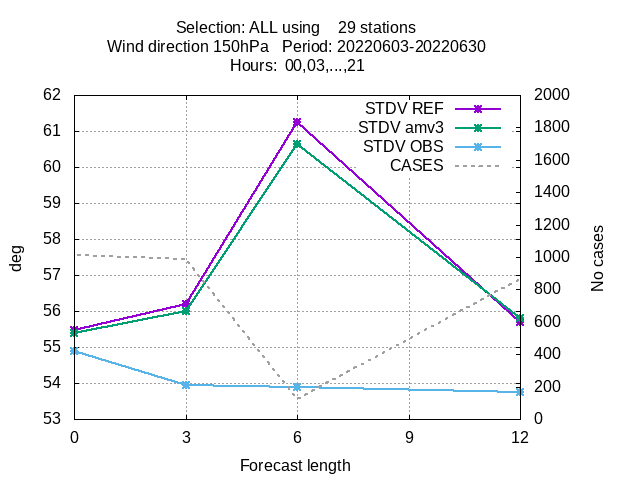 Selection: ALL using    29 stations
Wind direction 150hPa   Period: 20220603-20220630
Hours:  00,03,...,21
STDV REF
STDV amv3
STDV OBS
CASES
62
61
60
59
58
57
56
55
54
53
deg
2000
1800
1600
1400
1200
1000
800
600
400
200
0
No cases
0 3 6 9 12
Forecast length